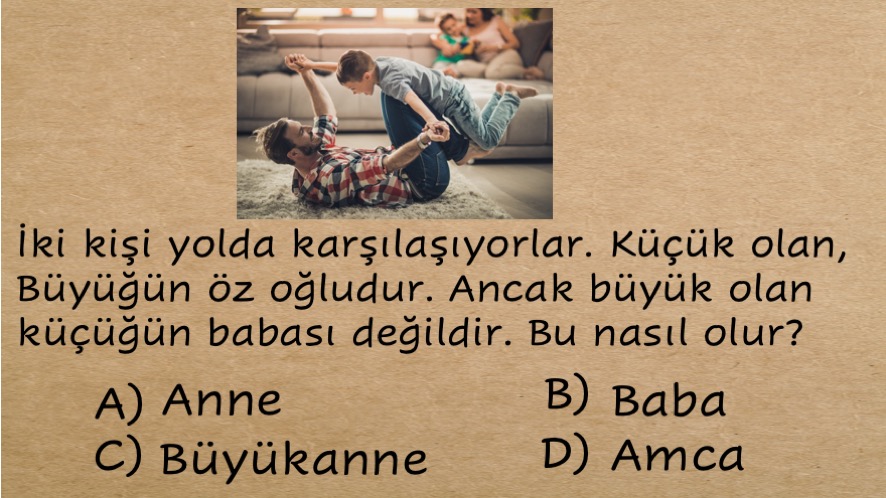 İki kişi yolda karşılaşıyorlar. Küçük olan,
Büyüğün öz oğludur. Ancak büyük olan
küçüğün babası değildir. Bu nasıl olur?
A) Anne B) Baba
C) Büyükanne D) Amca